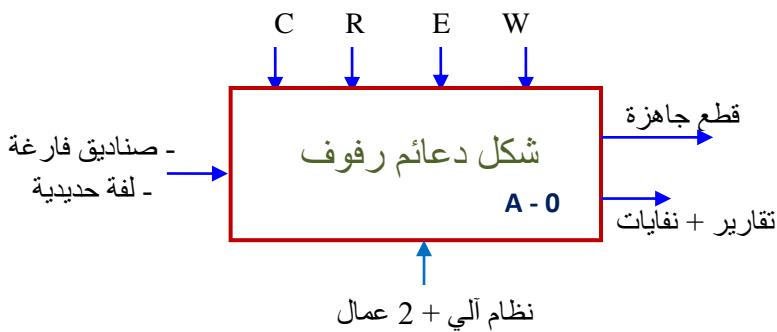 C R E W
قطع جاهزة
- صناديق فارغة
شكل دعائم رفوف
- لفة حديدية
A - 0
تقارير + نفايات
نظام آلي + 2 عمال